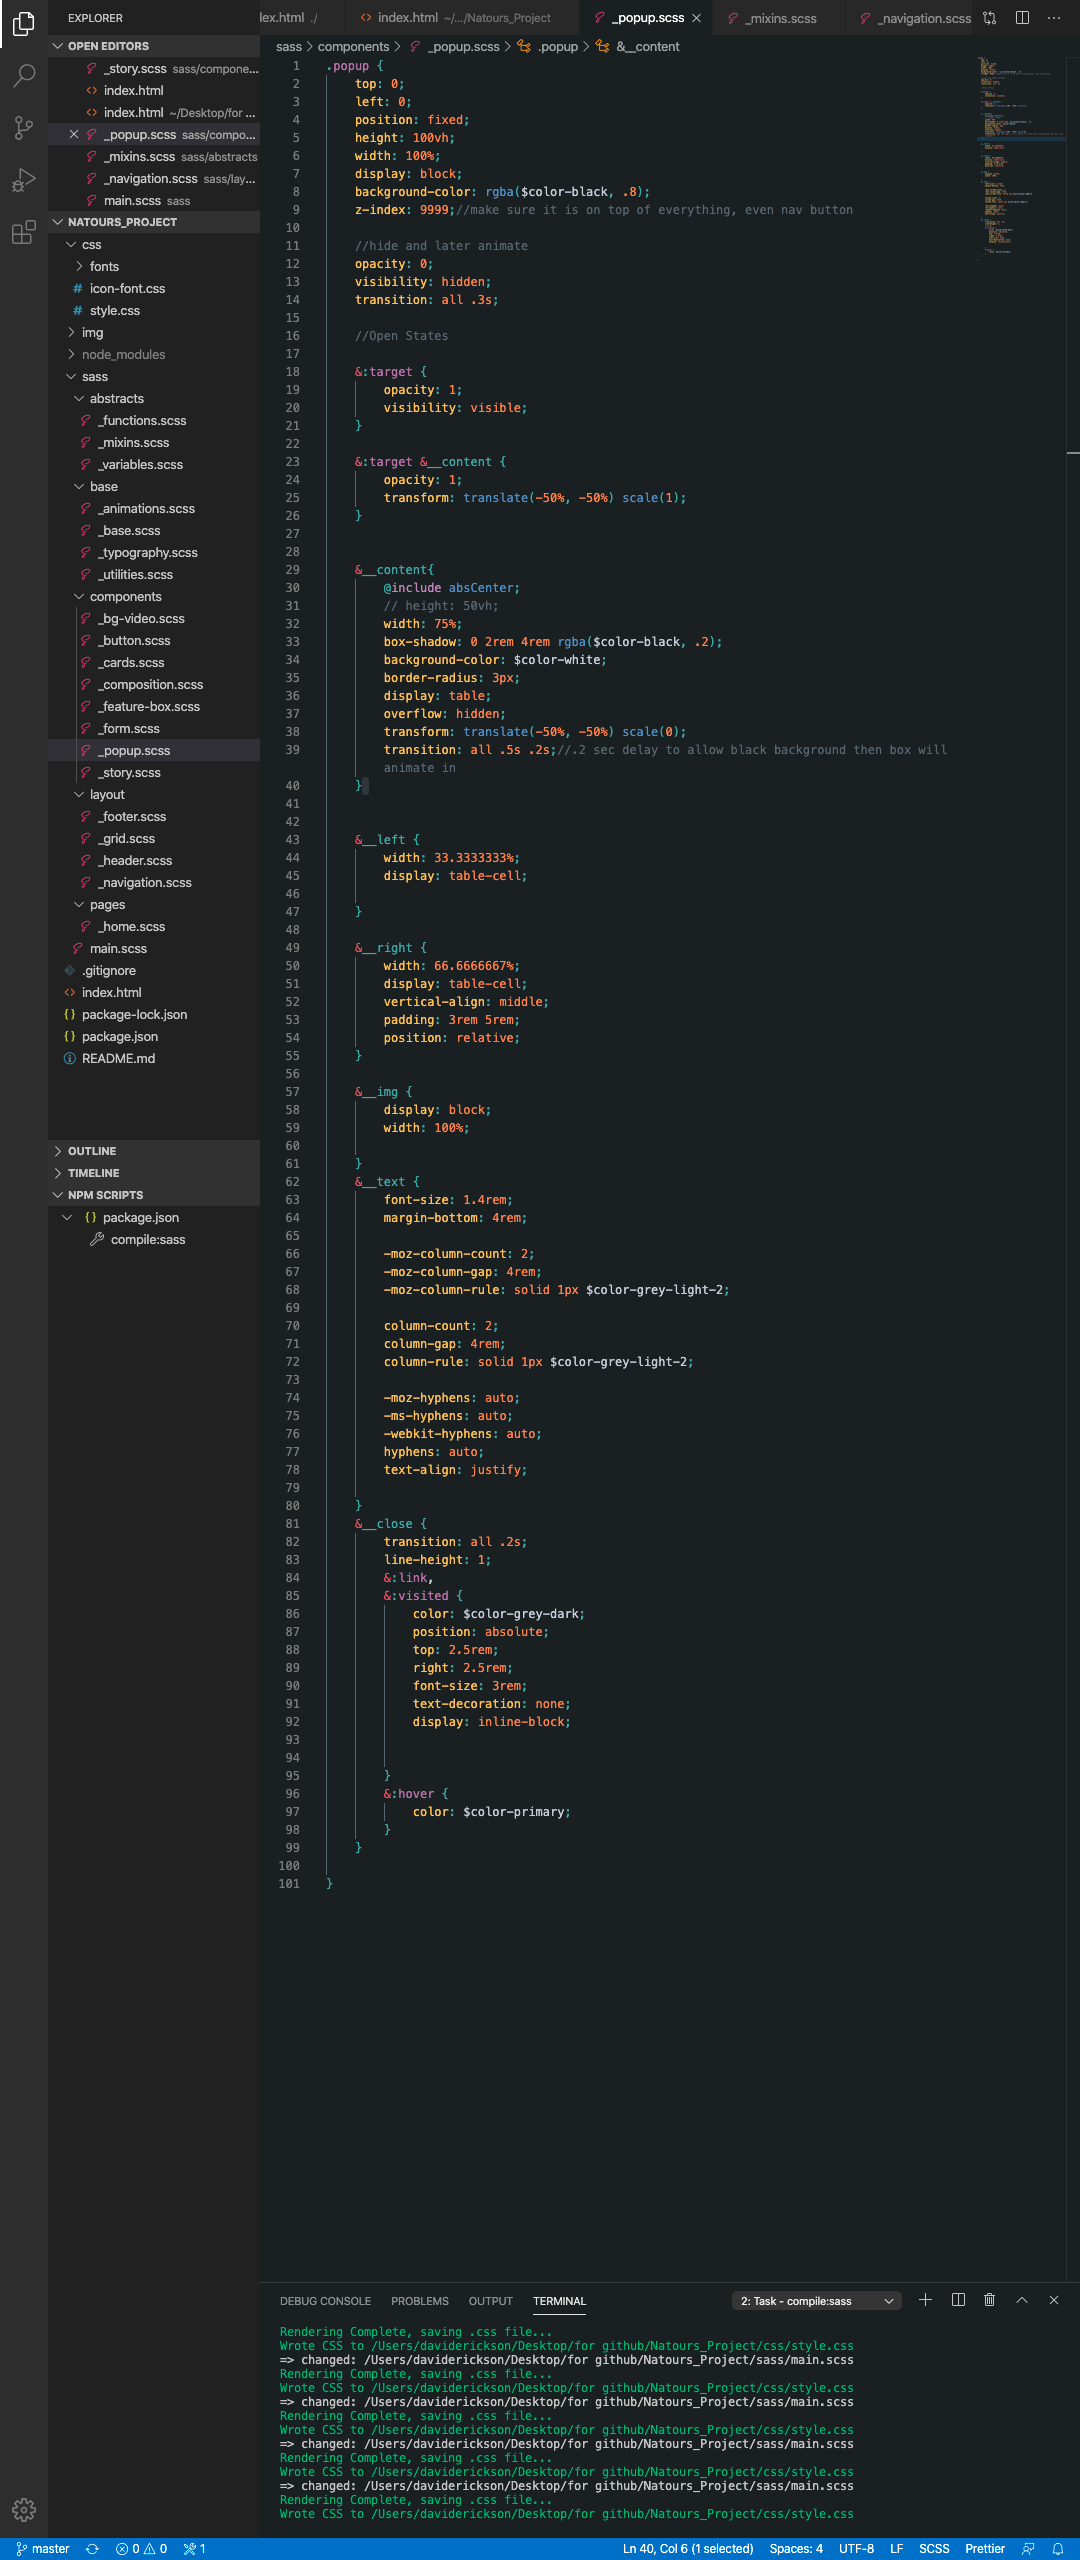 EXPLORER
OPEN EDITORS
_story.scss sass/compone...
index.html
index.html ~/Desktop/for ...
_popup.scss sass/compo...
_mixins.scss sass/abstracts
_navigation.scss sass/lay...
main.scss sass
NATOURS_PROJECT
css
fonts
# icon-font.css
# style.css
img
node_modules
sass
abstracts
_functions.scss
_mixins.scss
_variables.scss
base
_animations.scss
_base.scss
_typography.scss
_utilities.scss
components
_bg-video.scss
_button.scss
_cards.scss
_composition.scss
_feature-box.scss
_form.scss
_popup.scss
_story.scss
layout
_footer.scss
_grid.scss
_header.scss
_navigation.scss
pages
_home.scss
main.scss
.gitignore
index.html
package-lock.json
package.json
README.md
OUTLINE
TIMELINE
NPM SCRIPTS
package.json
compile:sass
lex.html ./ index.html ~/.../Natours_Project _popup.scss _mixins.scss _navigation.scss
sass > components > _popup.scss > .popup > &__content
1 .popup {
2 top: 0;
3 left: 0;
4 position: fixed;
5 height: 100vh;
6 width: 100%;
7 display: block;
8 background-color: rgba($color-black, .8);
9 z-index: 9999;//make sure it is on top of everything, even nav button
10
11 //hide and later animate
12 opacity: 0;
13 visibility: hidden;
14 transition: all .3s;
15
16 //Open States
17
18 &:target {
19 opacity: 1;
20 visibility: visible;
21 }
22
23 &:target &__content {
24 opacity: 1;
25 transform: translate(-50%, -50%) scale(1);
26 }
27
28
29 &__content{
30 @include absCenter;
31 // height: 50vh;
32 width: 75%;
33 box-shadow: 0 2rem 4rem rgba($color-black, .2);
34 background-color: $color-white;
35 border-radius: 3px;
36 display: table;
37 overflow: hidden;
38 transform: translate(-50%, -50%) scale(0);
39 transition: all .5s .2s;//.2 sec delay to allow black background then box will
animate in
40 }
41
42
43 &__left {
44 width: 33.3333333%;
45 display: table-cell;
46
47 }
48
49 &__right {
50 width: 66.6666667%;
51 display: table-cell;
52 vertical-align: middle;
53 padding: 3rem 5rem;
54 position: relative;
55 }
56
57 &__img {
58 display: block;
59 width: 100%;
60
61 }
62 &__text {
63 font-size: 1.4rem;
64 margin-bottom: 4rem;
65
66 -moz-column-count: 2;
67 -moz-column-gap: 4rem;
68 -moz-column-rule: solid 1px $color-grey-light-2;
69
70 column-count: 2;
71 column-gap: 4rem;
72 column-rule: solid 1px $color-grey-light-2;
73
74 -moz-hyphens: auto;
75 -ms-hyphens: auto;
76 -webkit-hyphens: auto;
77 hyphens: auto;
78 text-align: justify;
79
80 }
81 &__close {
82 transition: all .2s;
83 line-height: 1;
84 &:link,
85 &:visited {
86 color: $color-grey-dark;
87 position: absolute;
88 top: 2.5rem;
89 right: 2.5rem;
90 font-size: 3rem;
91 text-decoration: none;
92 display: inline-block;
93
94
95 }
96 &:hover {
97 color: $color-primary;
98 }
99 }
100
101 }
DEBUG CONSOLE PROBLEMS OUTPUT TERMINAL 2: Task - compile:sass
Rendering Complete, saving .css file...
Wrote CSS to /Users/daviderickson/Desktop/for github/Natours_Project/css/style.css
=> changed: /Users/daviderickson/Desktop/for github/Natours_Project/sass/main.scss
Rendering Complete, saving .css file...
Wrote CSS to /Users/daviderickson/Desktop/for github/Natours_Project/css/style.css
=> changed: /Users/daviderickson/Desktop/for github/Natours_Project/sass/main.scss
Rendering Complete, saving .css file...
Wrote CSS to /Users/daviderickson/Desktop/for github/Natours_Project/css/style.css
=> changed: /Users/daviderickson/Desktop/for github/Natours_Project/sass/main.scss
Rendering Complete, saving .css file...
Wrote CSS to /Users/daviderickson/Desktop/for github/Natours_Project/css/style.css
=> changed: /Users/daviderickson/Desktop/for github/Natours_Project/sass/main.scss
Rendering Complete, saving .css file...
Wrote CSS to /Users/daviderickson/Desktop/for github/Natours_Project/css/style.css
master 0 0 1 Ln 40, Col 6 (1 selected) Spaces: 4 UTF-8 LF SCSS Prettier